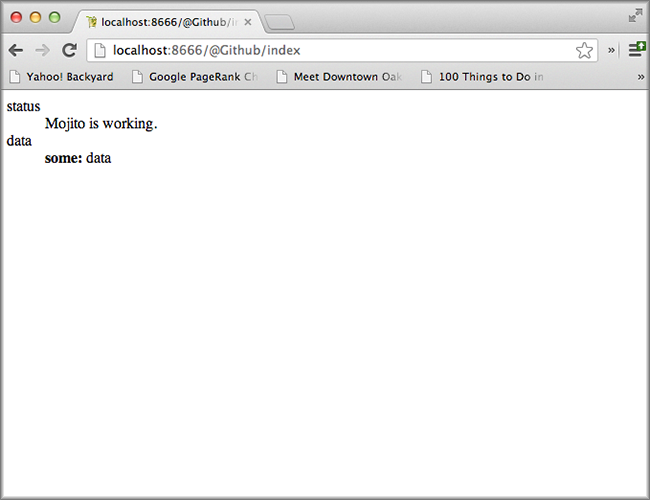 localhost:8666/@Github/in
localhost:8666/@Github/index
Yahoo! Backyard Google PageRank Ch Meet Downtown Oak 100 Things to Do in
status
Mojito is working.
data
some: data